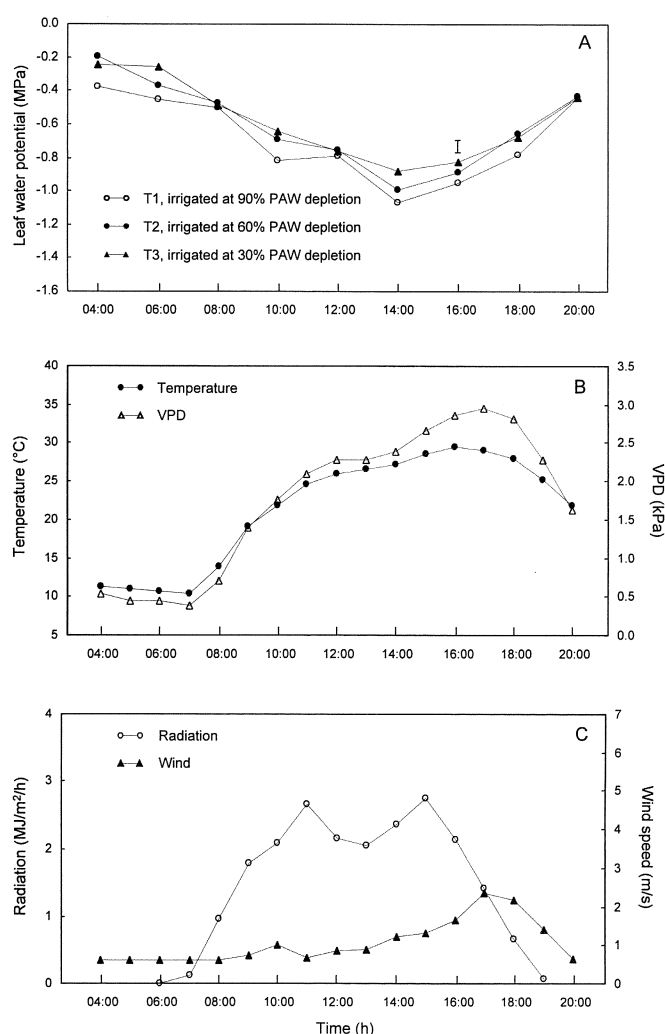 A
0.0
-0.2
-0.4
-0.6
-0.8
-1.0
-1.2
-1.4
-1.6
Leaf water potential (MPa)
T1, irrigated at 90% PAW depletion
T2, irrigated at 60% PAW depletion
T3, irrigated at 30% PAW depletion
04:00 06:00 08:00 10:00 12:00 14:00 16:00 18:00 20:00
B
40
35
30
25
20
15
10
5
Temperature (°C)
Temperature
VPD
3.5
3.0
2.5
2.0
1.5
1.0
0.5
0.0
VPD (kPa)
04:00 06:00 08:00 10:00 12:00 14:00 16:00 18:00 20:00
C
4
3
2
1
0
Radiation (MJ/m²/h)
Radiation
Wind
7
6
5
4
3
2
1
0
Wind speed (m/s)
04:00 06:00 08:00 10:00 12:00 14:00 16:00 18:00 20:00
Time (h)